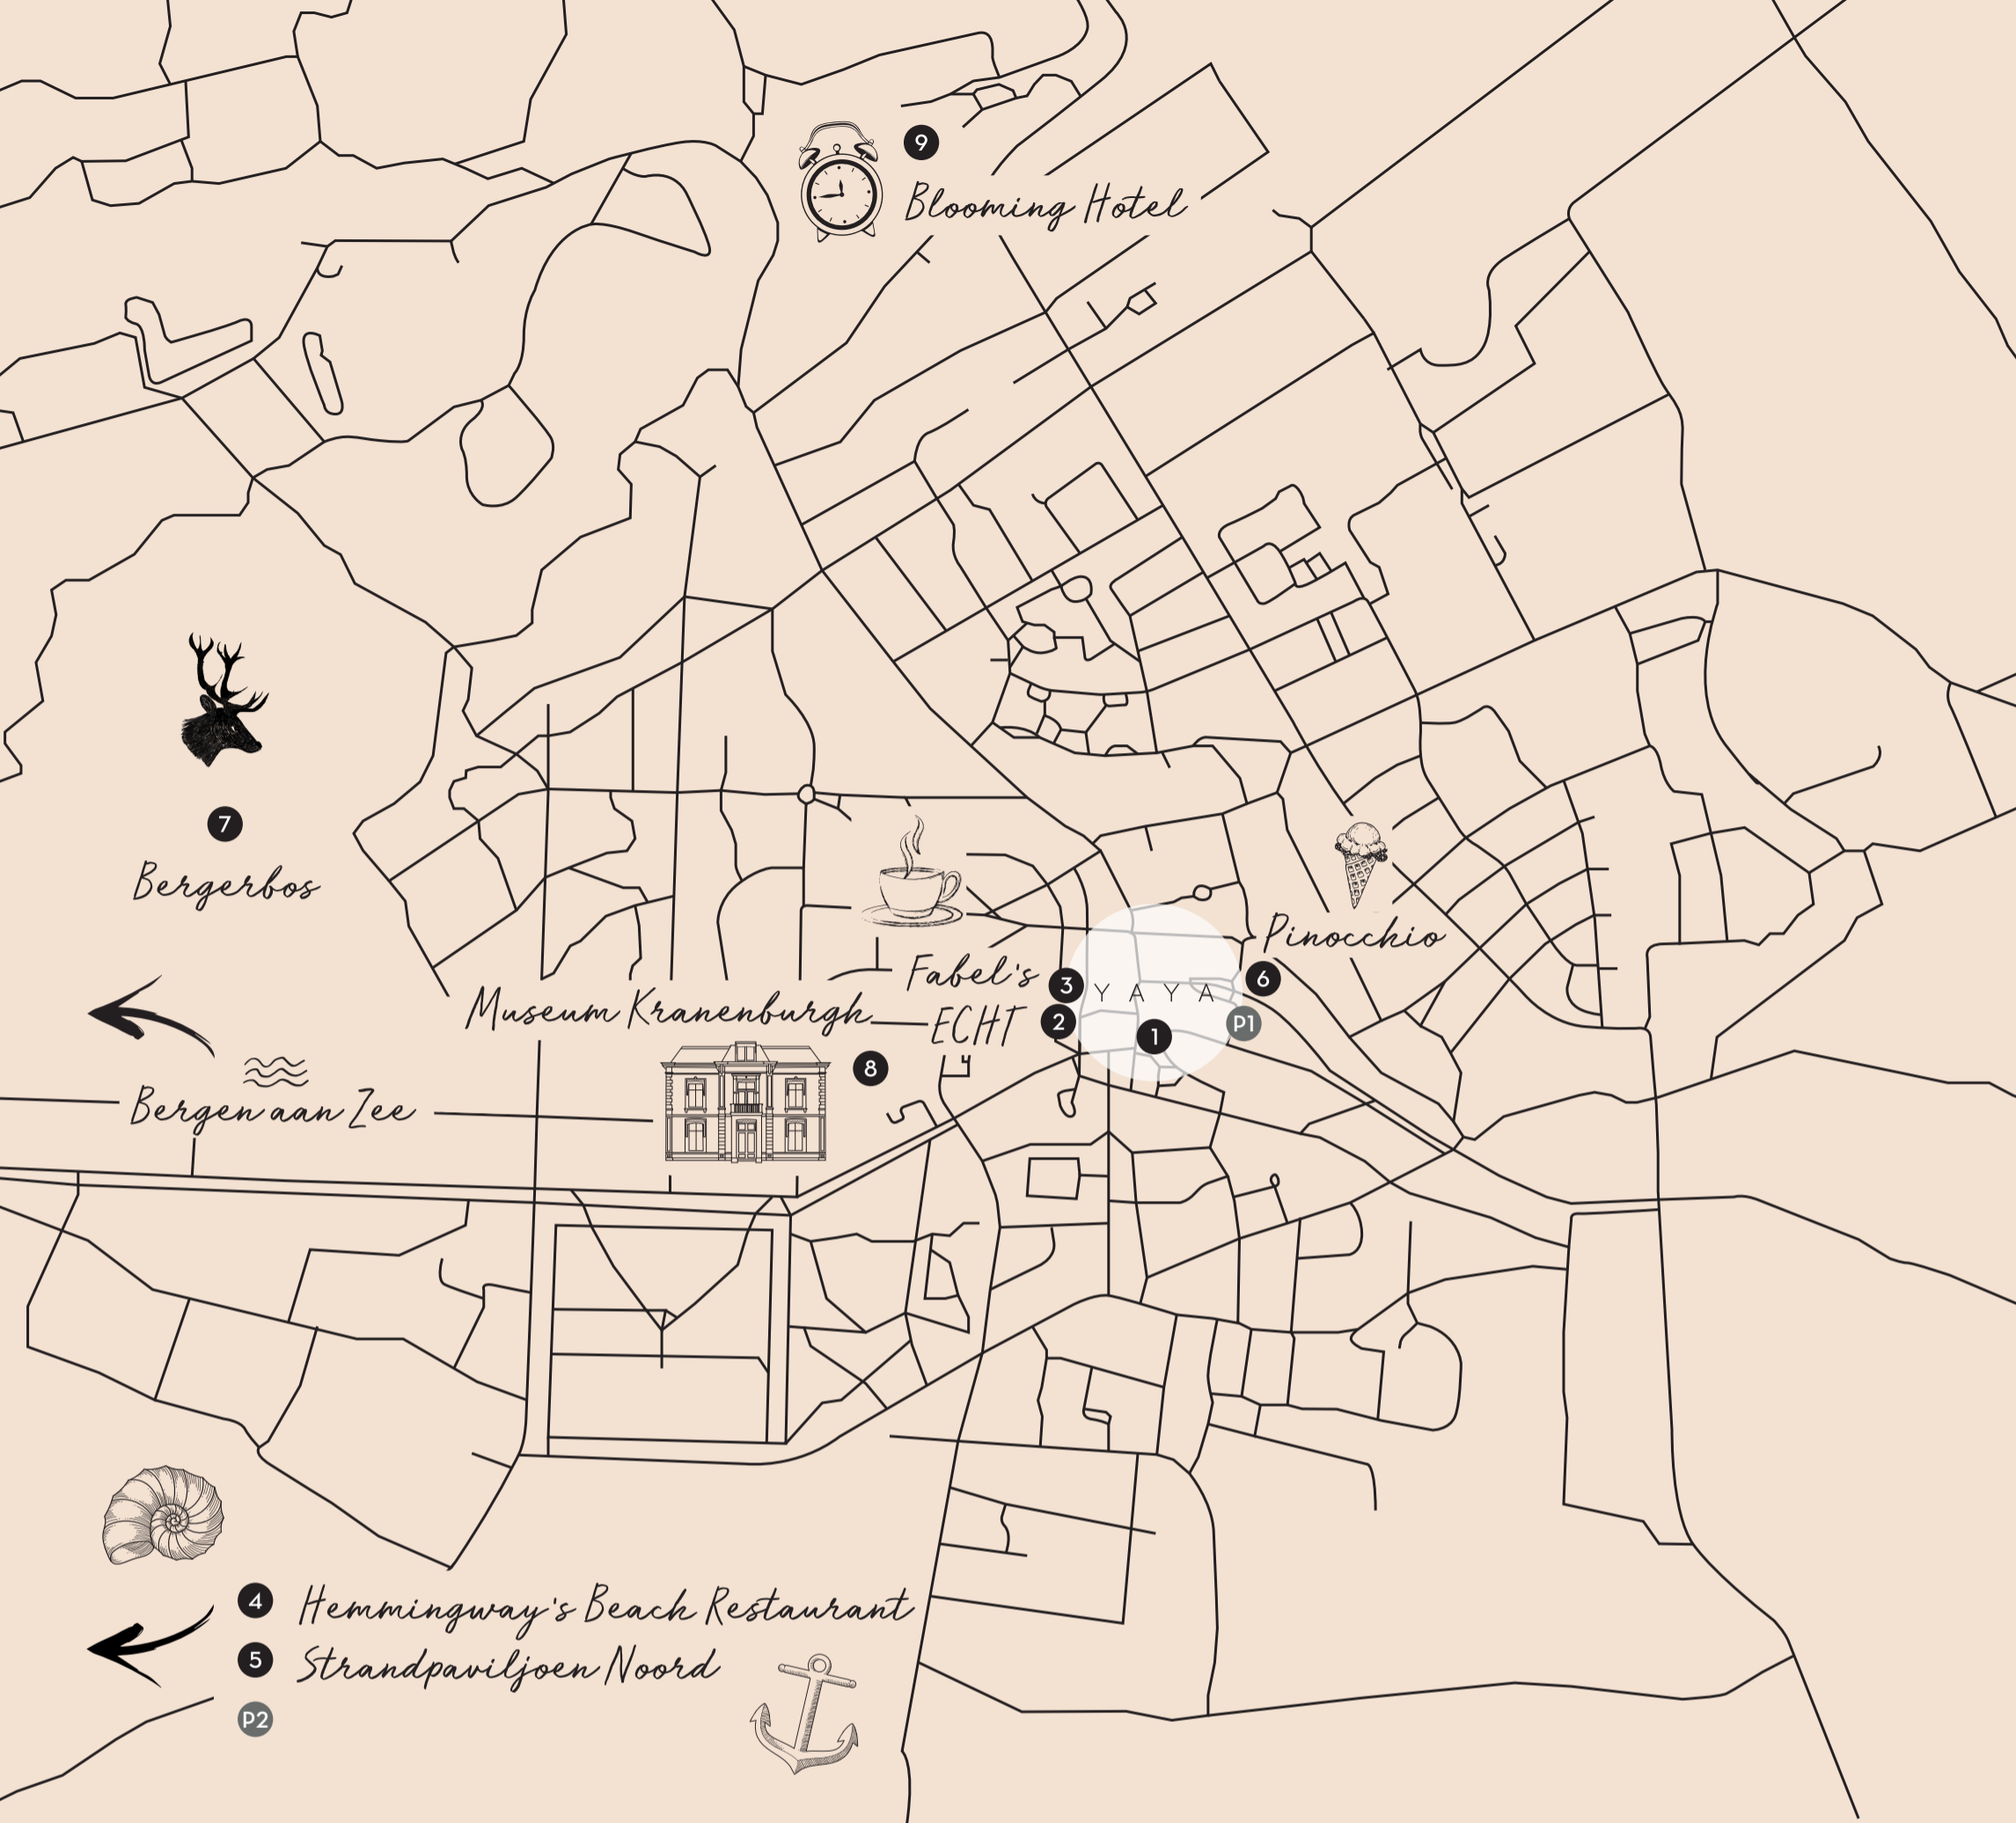 9
Blooming Hotel
7
Bergerbos
Pinocchio
Fabel's
3
YAYA
6
Museum Kranenburgh
ECHT
2
1
P1
8
Bergen aan Zee
4 Hemmingway's Beach Restaurant
5 Strandpaviljoen Noord
P2